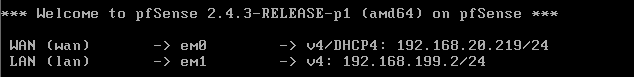 *** Welcome to pfSense 2.4.3-RELEASE-p1 (amd64) on pfSense ***
WAN (wan) -> em0 -> v4/DHCP4: 192.168.20.219/24
LAN (lan) -> em1 -> v4: 192.168.199.2/24